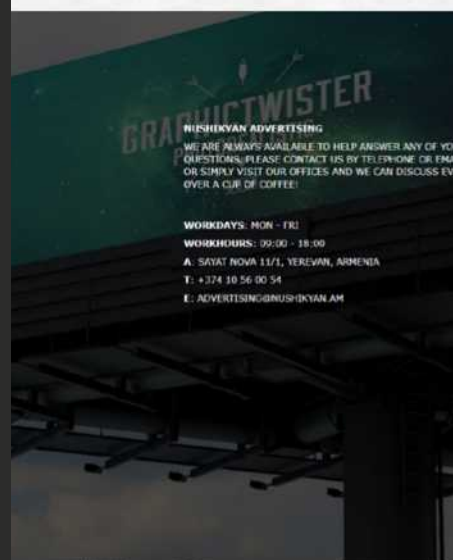 GRAPHICTWISTER
NUSHIKYAN ADVERTISING
WE ARE ALWAYS AVAILABLE TO HELP ANSWER ANY OF YO
QUESTIONS, PLEASE CONTACT US BY TELEPHONE OR EMA
OR SIMPLY VISIT OUR OFFICES AND WE CAN DISCUSS EV
OVER A CUP OF COFFEE!
WORKDAYS: MON - FRI
WORKHOURS: 09:00 - 18:00
A: SAYAT NOVA 11/1, YEREVAN, ARMENIA
T: +374 10 56 00 54
E: ADVERTISING@NUSHIKYAN.AM